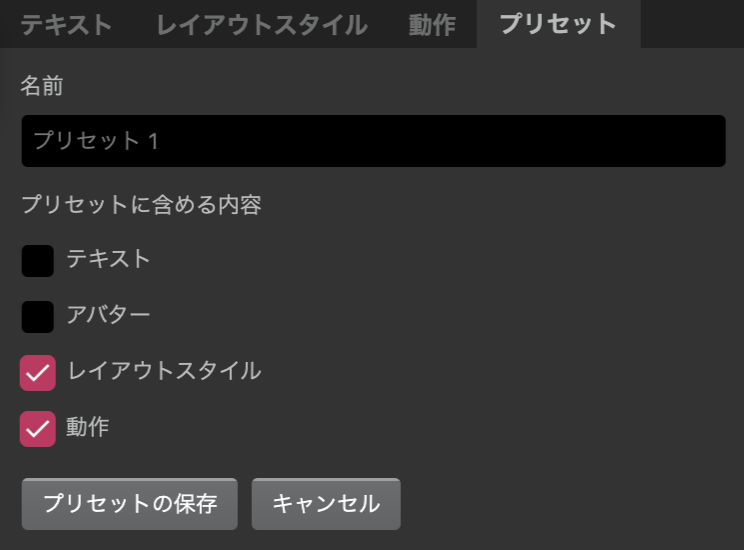 テキスト レイアウトスタイル 動作 プリセット
名前
プリセット 1
プリセットに含める内容
テキスト
アバター
レイアウトスタイル
動作
プリセットの保存 キャンセル